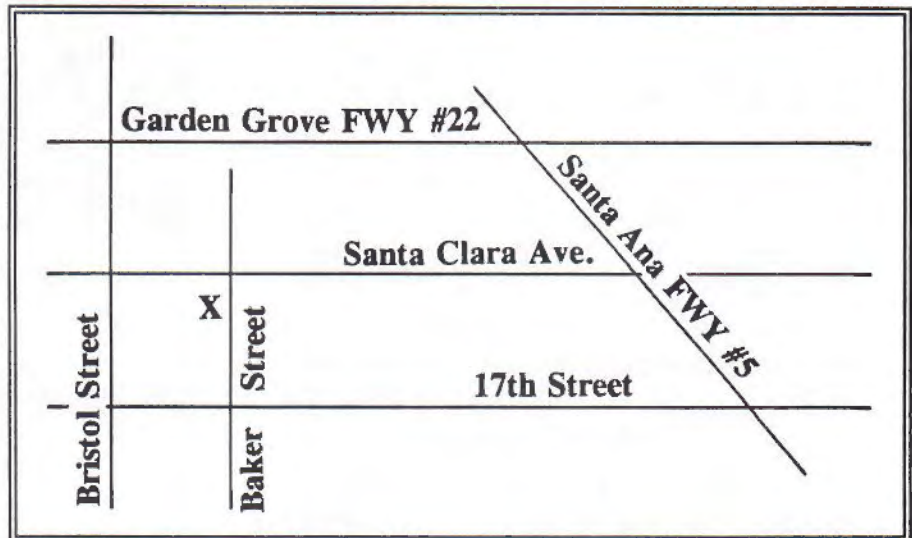 Garden Grove FWY #22
Santa Ana FWY #5
Santa Clara Ave.
X
Bristol Street
Baker Street
17th Street